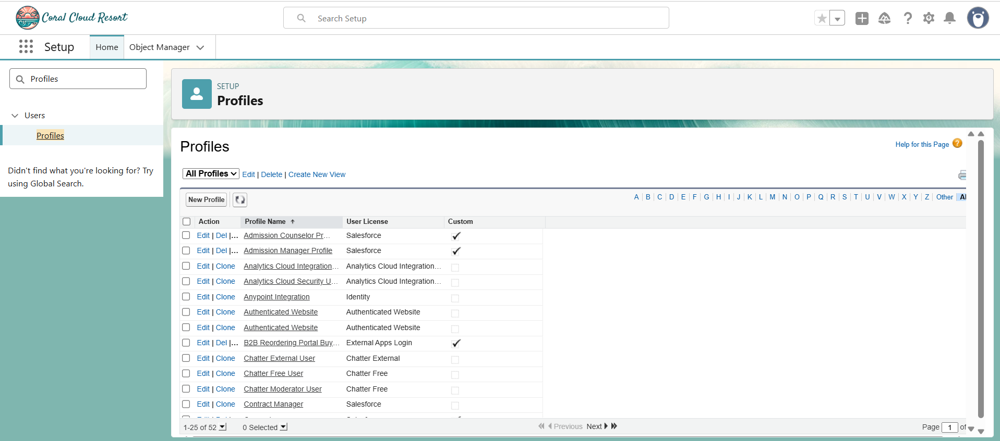 Coral Cloud Resort
Search Setup
Setup
Home
Object Manager
Profiles
Users
Profiles
Didn't find what you're looking for? Try
using Global Search.
SETUP
Profiles
Profiles
Help for this Page ?
All Profiles Edit | Delete | Create New View
New Profile
A | B | C | D | E | F | G | H | I | J | K | L | M | N | O | P | Q | R | S | T | U | V | W | X | Y | Z | Other
Action Profile Name ↑ User License Custom
Edit | Del |... Admission Counselor Pr... Salesforce ✓
Edit | Del |... Admission Manager Profile Salesforce ✓
Edit | Clone Analytics Cloud Integration... Analytics Cloud Integration...
Edit | Clone Analytics Cloud Security U... Analytics Cloud Integration...
Edit | Clone Anypoint Integration Identity
Edit | Clone Authenticated Website Authenticated Website
Edit | Clone Authenticated Website Authenticated Website
Edit | Del |... B2B Reordering Portal Buy... External Apps Login ✓
Edit | Clone Chatter External User Chatter External
Edit | Clone Chatter Free User Chatter Free
Edit | Clone Chatter Moderator User Chatter Free
Edit | Clone Contract Manager Salesforce
1-25 of 52 0 Selected Previous Next Page 1 of